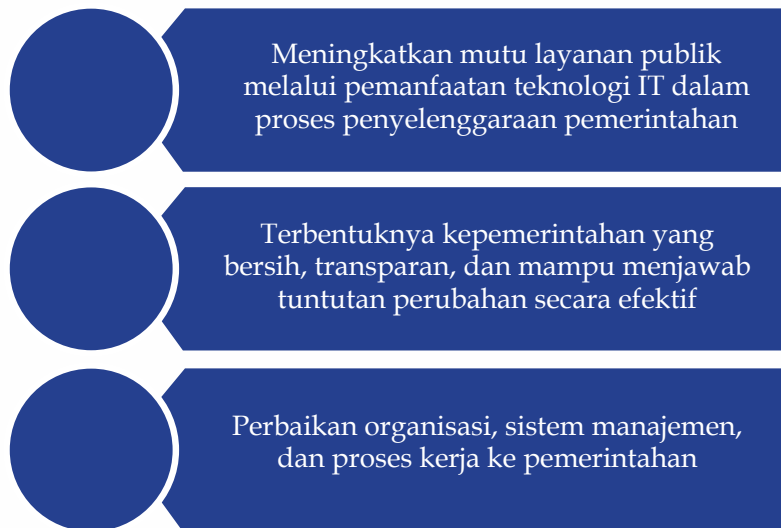 Meningkatkan mutu layanan publik
melalui pemanfaatan teknologi IT dalam
proses penyelenggaraan pemerintahan
Terbentuknya kepemerintahan yang
bersih, transparan, dan mampu menjawab
tuntutan perubahan secara efektif
Perbaikan organisasi, sistem manajemen,
dan proses kerja ke pemerintahan